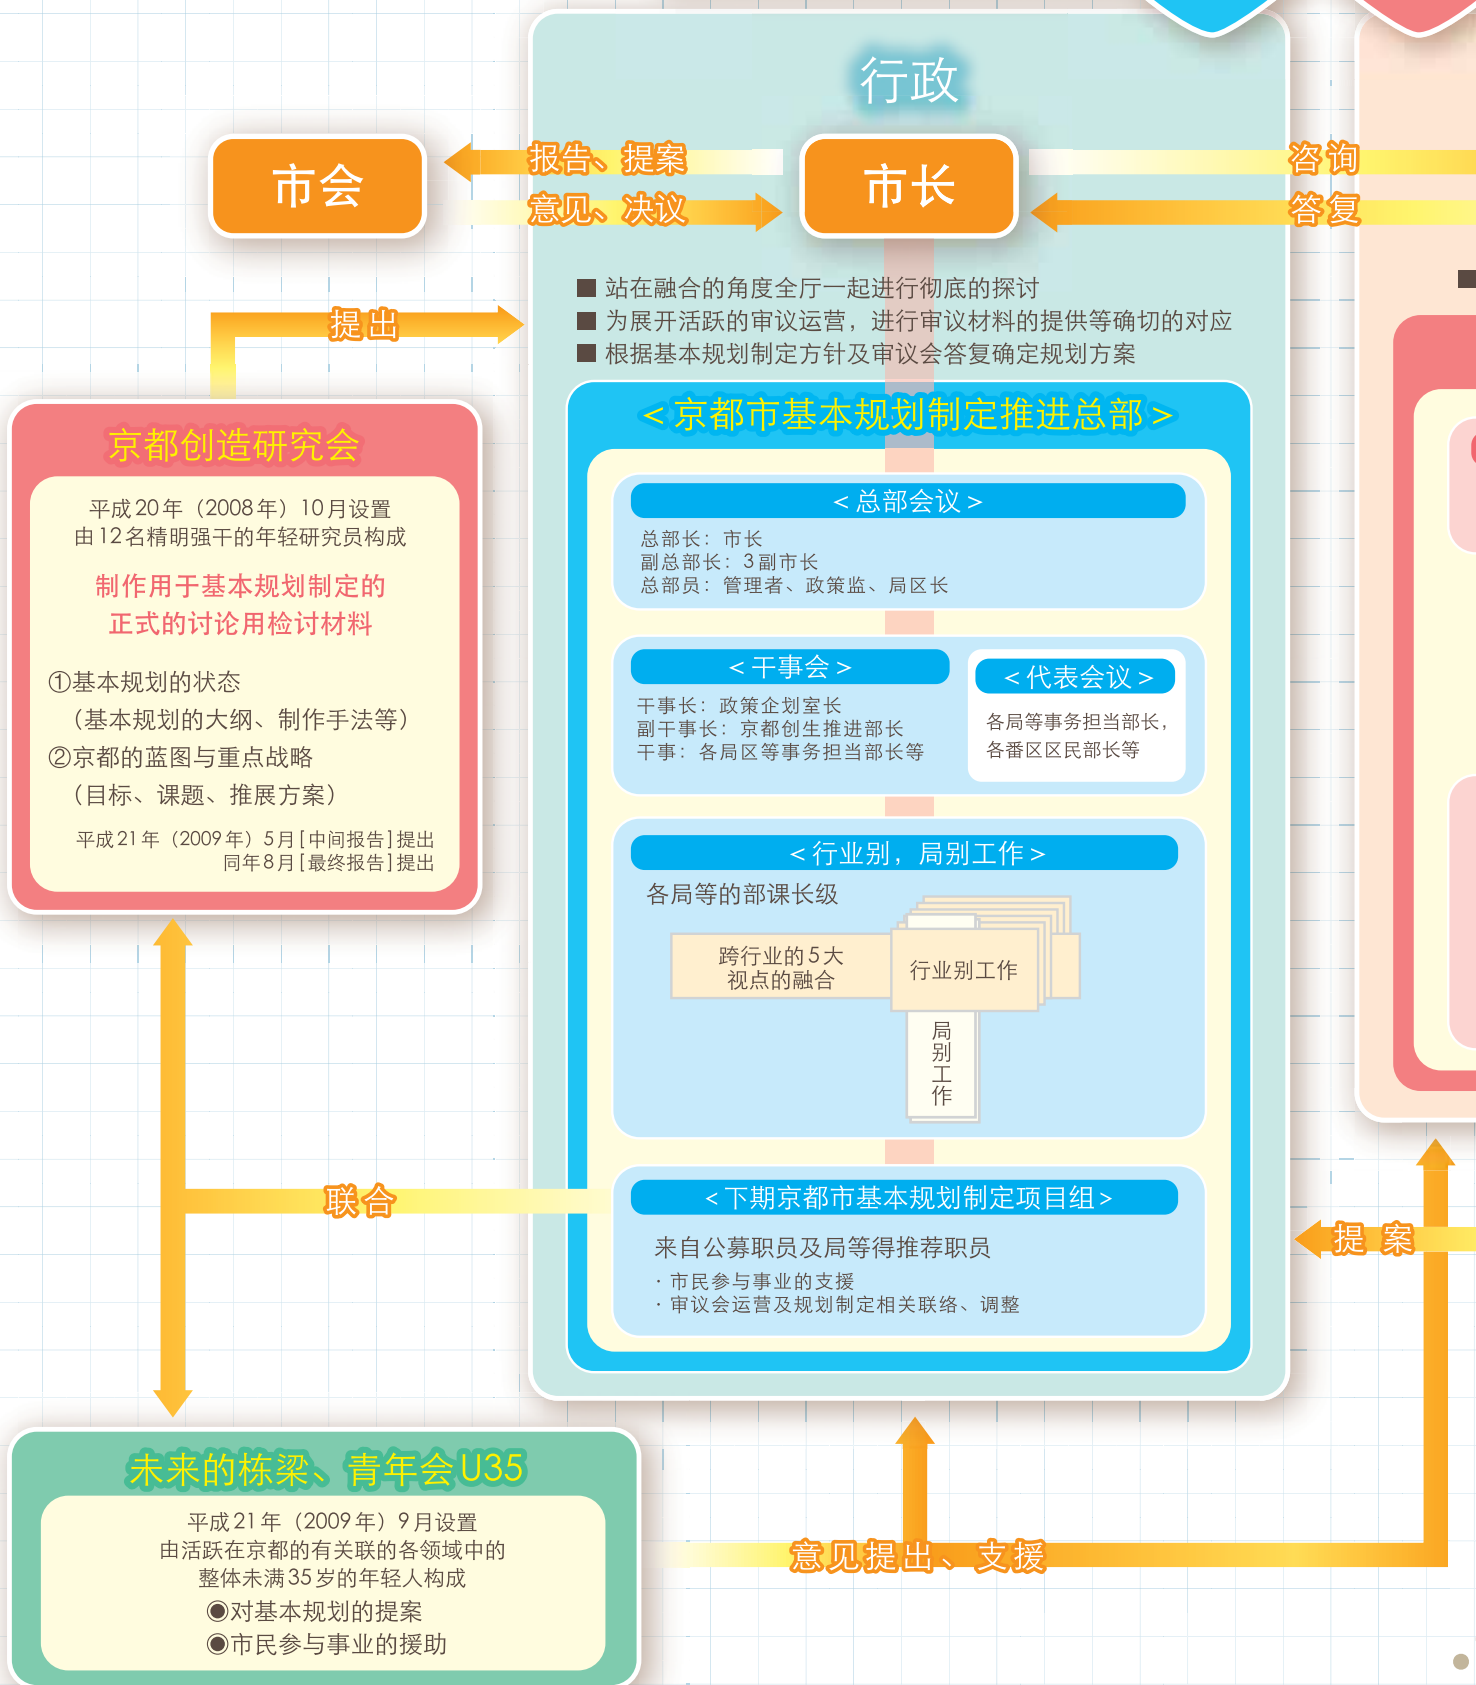 行政
市会
报告、提案
意见、决议
市长
咨询
答复
■ 站在融合的角度全厅一起进行彻底的探讨
■ 为展开活跃的审议运营，进行审议材料的提供等确切的对应
■ 根据基本规划制定方针及审议会答复确定规划方案
提出
京都创造研究会
平成20年（2008年）10月设置
由12名精明强干的年轻研究员构成
制作用于基本规划制定的
正式的讨论用检讨材料
①基本规划的状态
（基本规划的大纲、制作手法等）
②京都的蓝图与重点战略
（目标、课题、推展方案）
平成21年（2009年）5月[中间报告]提出
同年8月[最终报告]提出
＜京都市基本规划制定推进总部＞
＜总部会议＞
总部长：市长
副总部长：3副市长
总部员：管理者、政策监、局区长
＜干事会＞
干事长：政策企划室长
副干事长：京都创生推进部长
干事：各局区等事务担当部长等
＜代表会议＞
各局等事务担当部长，
各番区区民部长等
＜行业别，局别工作＞
各局等的部课长级
跨行业的5大
视点的融合
行业别工作
局别工作
＜下期京都市基本规划制定项目组＞
来自公募职员及局等得推荐职员
·市民参与事业的支援
·审议会运营及规划制定相关联络、调整
联合
提案
未来的栋梁、青年会U35
平成21年（2009年）9月设置
由活跃在京都的有关联的各领域中的
整体未满35岁的年轻人构成
◉对基本规划的提案
◉市民参与事业的援助
意见提出、支援